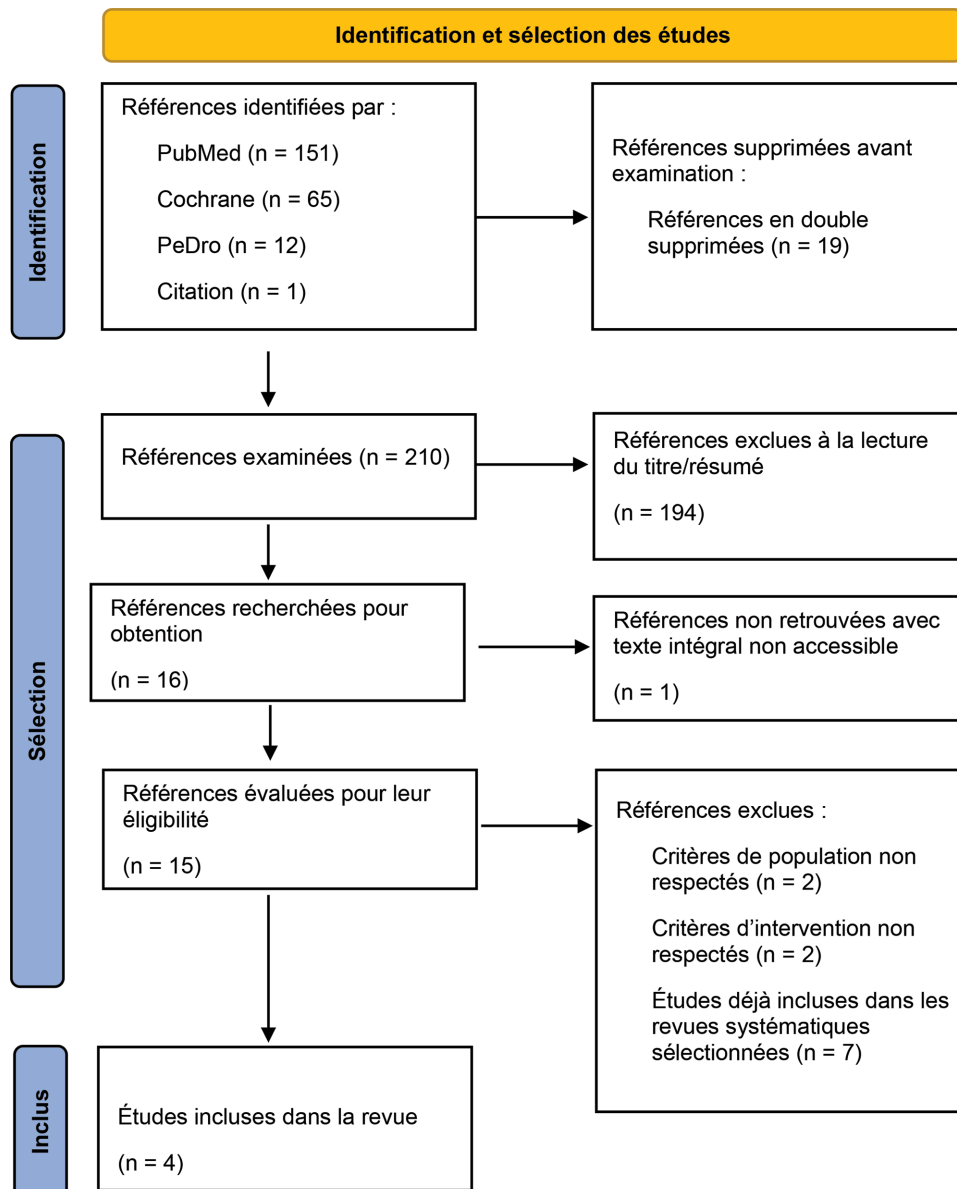 Identification et sélection des études
Identification
Références identifiées par :
PubMed (n = 151)
Cochrane (n = 65)
PeDro (n = 12)
Citation (n = 1)
Références supprimées avant
examination :
Références en double
supprimées (n = 19)
Sélection
Références examinées (n = 210)
Références exclues à la lecture
du titre/résumé
(n = 194)
Références recherchées pour
obtention
(n = 16)
Références non retrouvées avec
texte intégral non accessible
(n = 1)
Références évaluées pour leur
éligibilité
(n = 15)
Références exclues :
Critères de population non
respectés (n = 2)
Critères d’intervention non
respectés (n = 2)
Études déjà incluses dans les
revues systématiques
sélectionnées (n = 7)
Inclus
Études incluses dans la revue
(n = 4)